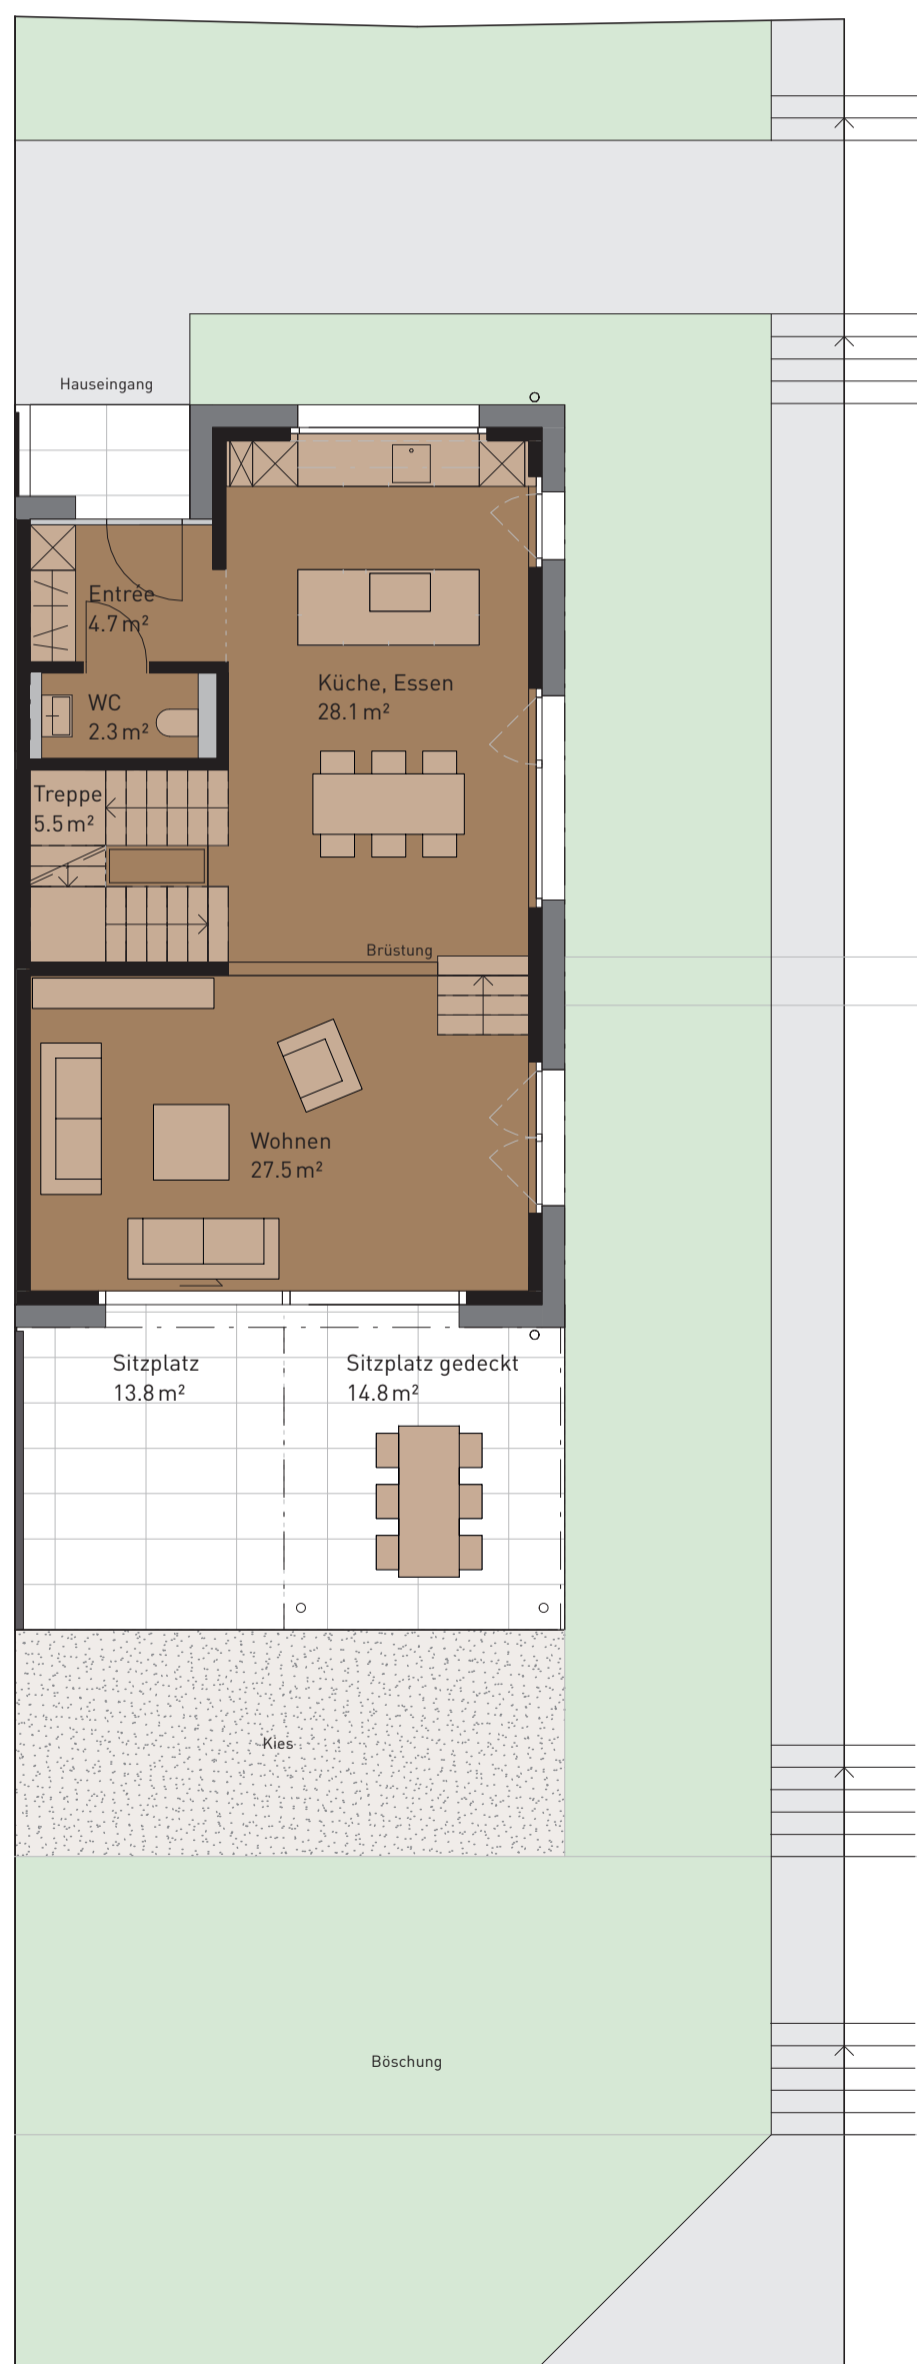 Hauseingang
Entrée
4.7 m²
WC
2.3 m²
Küche, Essen
28.1 m²
Treppe
5.5 m²
Brüstung
Wohnen
27.5 m²
Sitzplatz
13.8 m²
Sitzplatz gedeckt
14.8 m²
Kies
Böschung